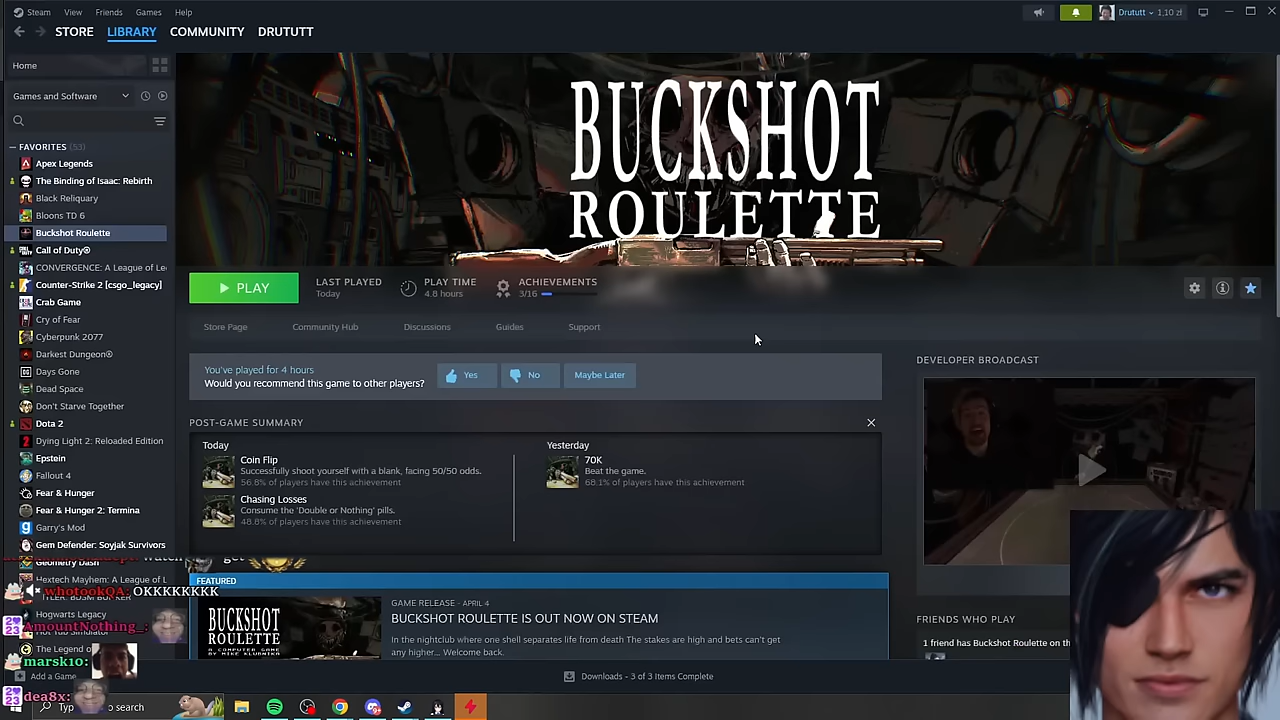 Steam View Friends Games Help
Drututt 1,10 zł
STORE LIBRARY COMMUNITY DRUTUTT
Home
Games and Software
BUCKSHOT
ROULETTE
FAVORITES (53)
Apex Legends
The Binding of Isaac: Rebirth
Black Reliquary
Bloons TD 6
Buckshot Roulette
Call of Duty®
CONVERGENCE: A League of Le
Counter-Strike 2 [csgo_legacy]
Crab Game
Cry of Fear
Cyberpunk 2077
Darkest Dungeon®
Days Gone
Dead Space
Don't Starve Together
Dota 2
Dying Light 2: Reloaded Edition
Epstein
Fallout 4
Fear & Hunger
Fear & Hunger 2: Termina
Garry's Mod
Gem Defender: Soyjak Survivors
Geometry Dash
Hextech Mayhem: A League of L
Hogwarts Legacy
The Legend o
Add a Game
PLAY
LAST PLAYED
Today
PLAY TIME
4.8 hours
ACHIEVEMENTS
3/16
Store Page Community Hub Discussions Guides Support
You've played for 4 hours
Would you recommend this game to other players?
Yes No Maybe Later
POST-GAME SUMMARY
Today
Coin Flip
Successfully shoot yourself with a blank, facing 50/50 odds.
56.8% of players have this achievement
Chasing Losses
Consume the 'Double or Nothing' pills.
48.8% of players have this achievement
Yesterday
70K
Beat the game.
68.1% of players have this achievement
FEATURED
BUCKSHOT
ROULETTE
A COMPUTER GAME
BY MIKE KLUBNIKA
GAME RELEASE - APRIL 4
BUCKSHOT ROULETTE IS OUT NOW ON STEAM
In the nightclub where one shell separates life from death The stakes are high and bets can't get
any higher... Welcome back.
DEVELOPER BROADCAST
FRIENDS WHO PLAY
1 friend has Buckshot Roulette on th
get
whotookQA: OKKKKKKKK
AmountNothing_:
marsk1o:
dea8x:
Downloads - 3 of 3 Items Complete
search